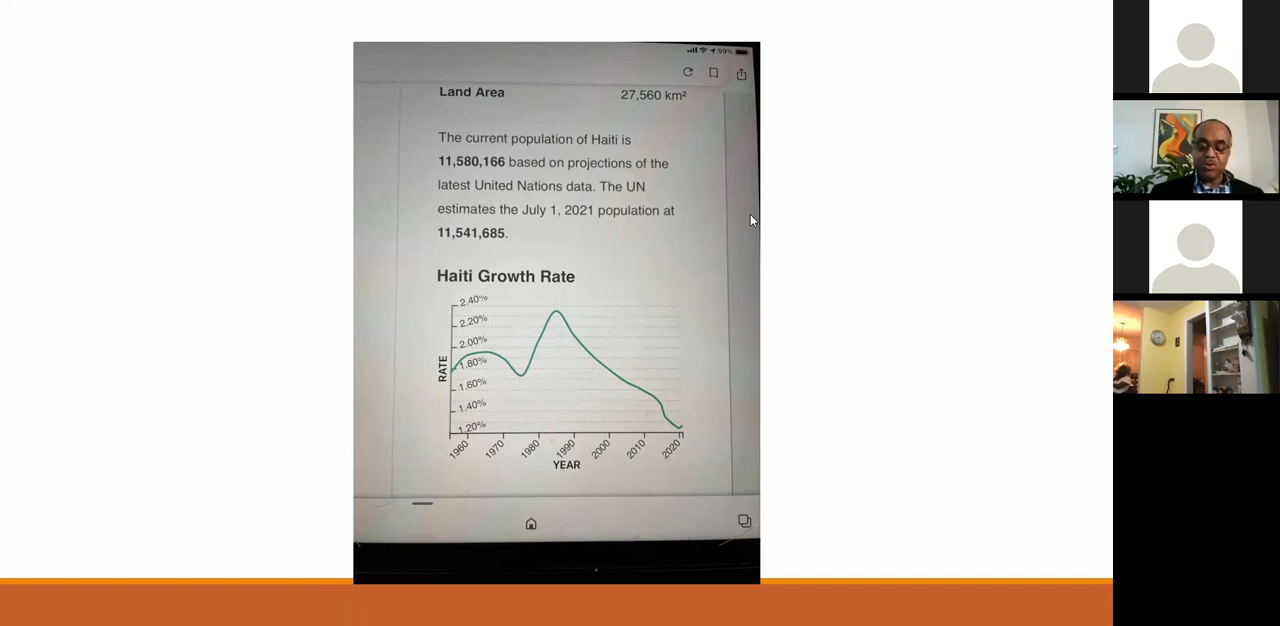 99%
Land Area 27,560 km²
The current population of Haiti is
11,580,166 based on projections of the
latest United Nations data. The UN
estimates the July 1, 2021 population at
11,541,685.
Haiti Growth Rate
2.40%
2.20%
2.00%
1.80%
1.60%
1.40%
1.20%
RATE
1960 1970 1980 1990 2000 2010 2020
YEAR